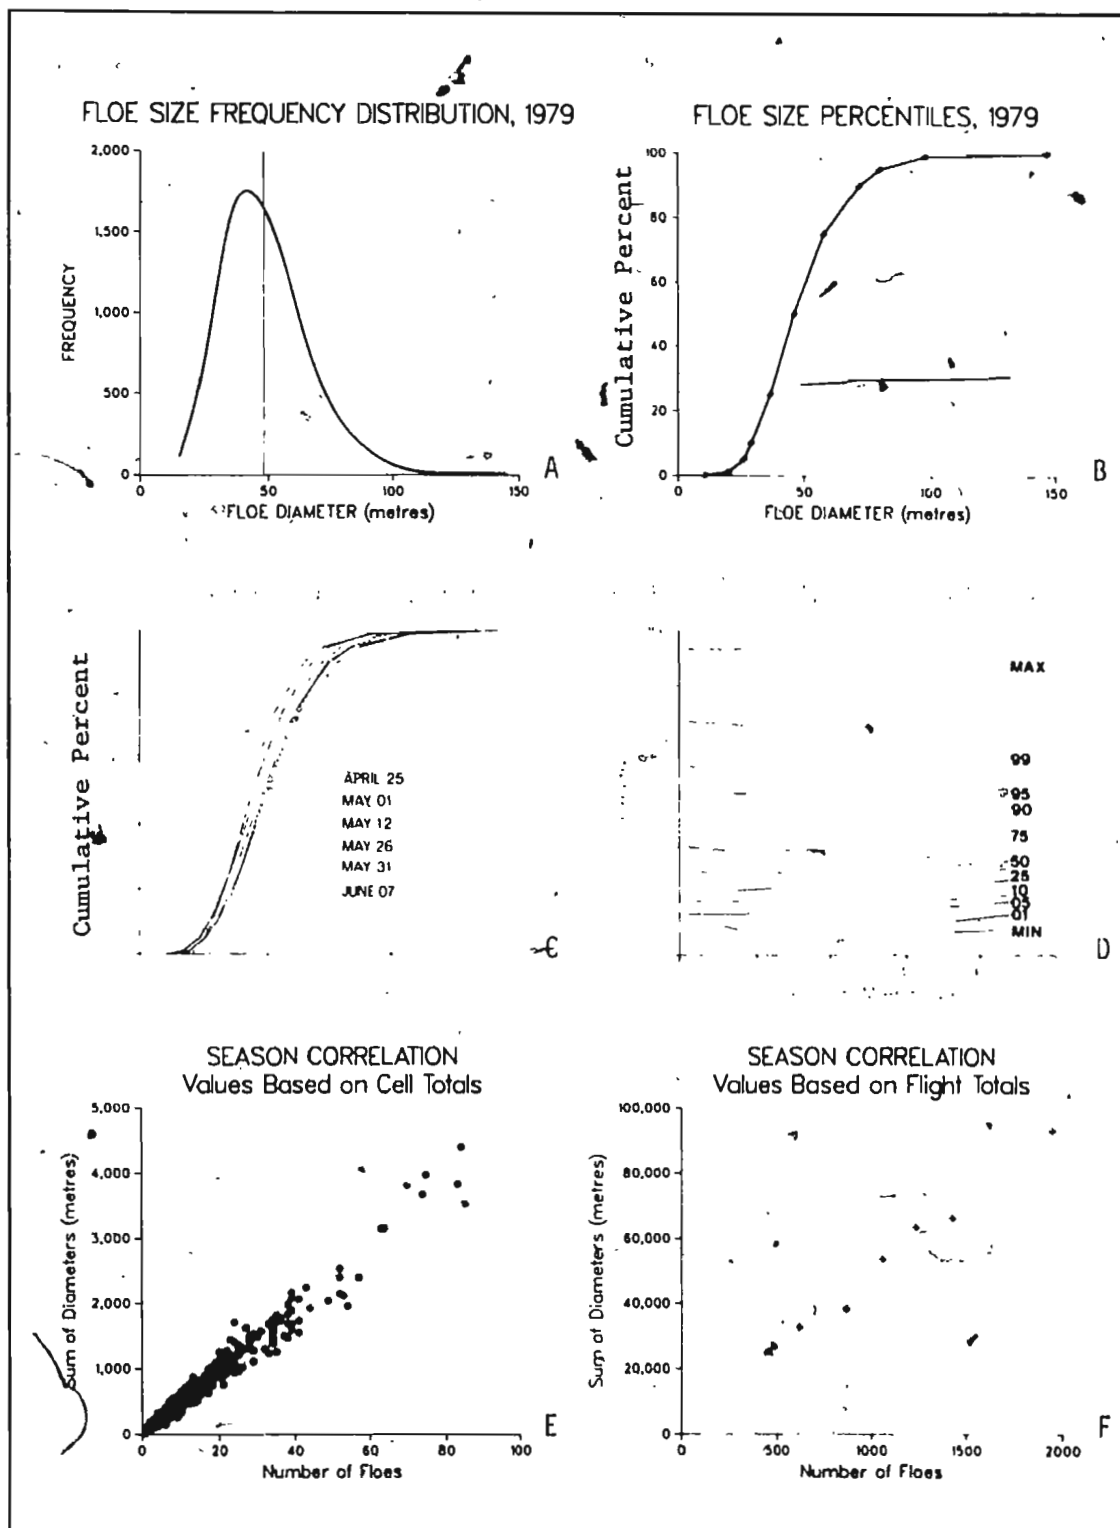 FLOE SIZE FREQUENCY DISTRIBUTION, 1979
2,000
1,500
1,000
500
0
FREQUENCY
0 50 100 150
FLOE DIAMETER (metres)
A
FLOE SIZE PERCENTILES, 1979
100
80
60
40
20
0
Cumulative Percent
0 50 100 150
FLOE DIAMETER (metres)
B
Cumulative Percent
APRIL 25
MAY 01
MAY 12
MAY 26
MAY 31
JUNE 07
C
MAX
99
95
90
75
50
25
10
05
01
MIN
D
SEASON CORRELATION
Values Based on Cell Totals
5,000
4,000
3,000
2,000
1,000
0
Sum of Diameters (metres)
0 20 40 60 80 100
Number of Floes
E
SEASON CORRELATION
Values Based on Flight Totals
100,000
80,000
60,000
40,000
20,000
0
Sum of Diameters (metres)
0 500 1000 1500 2000
Number of Floes
F